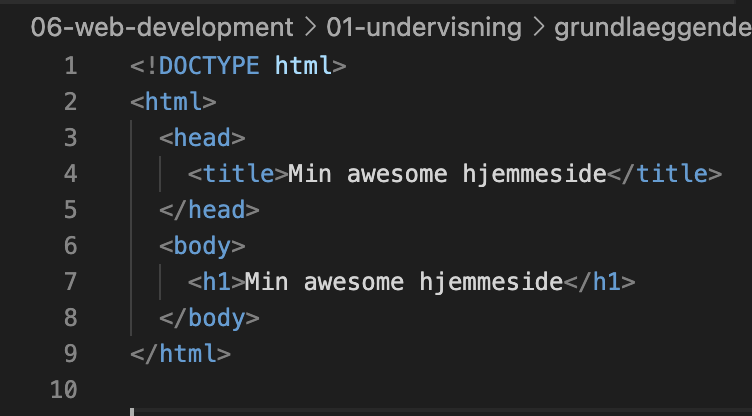 06-web-development > 01-undervisning > grundlaeggende
1 <!DOCTYPE html>
2 <html>
3   <head>
4     <title>Min awesome hjemmeside</title>
5   </head>
6   <body>
7     <h1>Min awesome hjemmeside</h1>
8   </body>
9 </html>
10